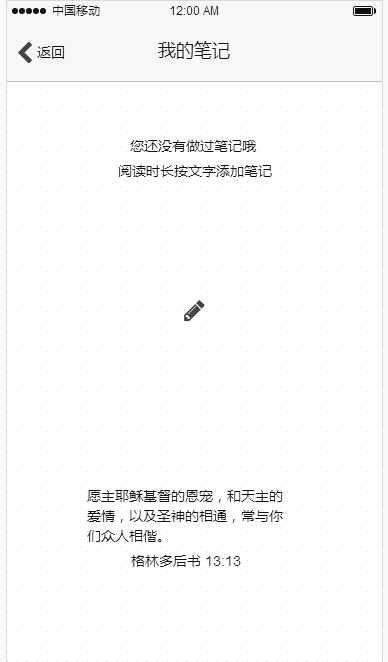 中国移动 12:00 AM
返回 我的笔记
您还没有做过笔记哦
阅读时长按文字添加笔记
愿主耶稣基督的恩宠，和天主的
爱情，以及圣神的相通，常与你
们众人相偕。
格林多后书 13:13